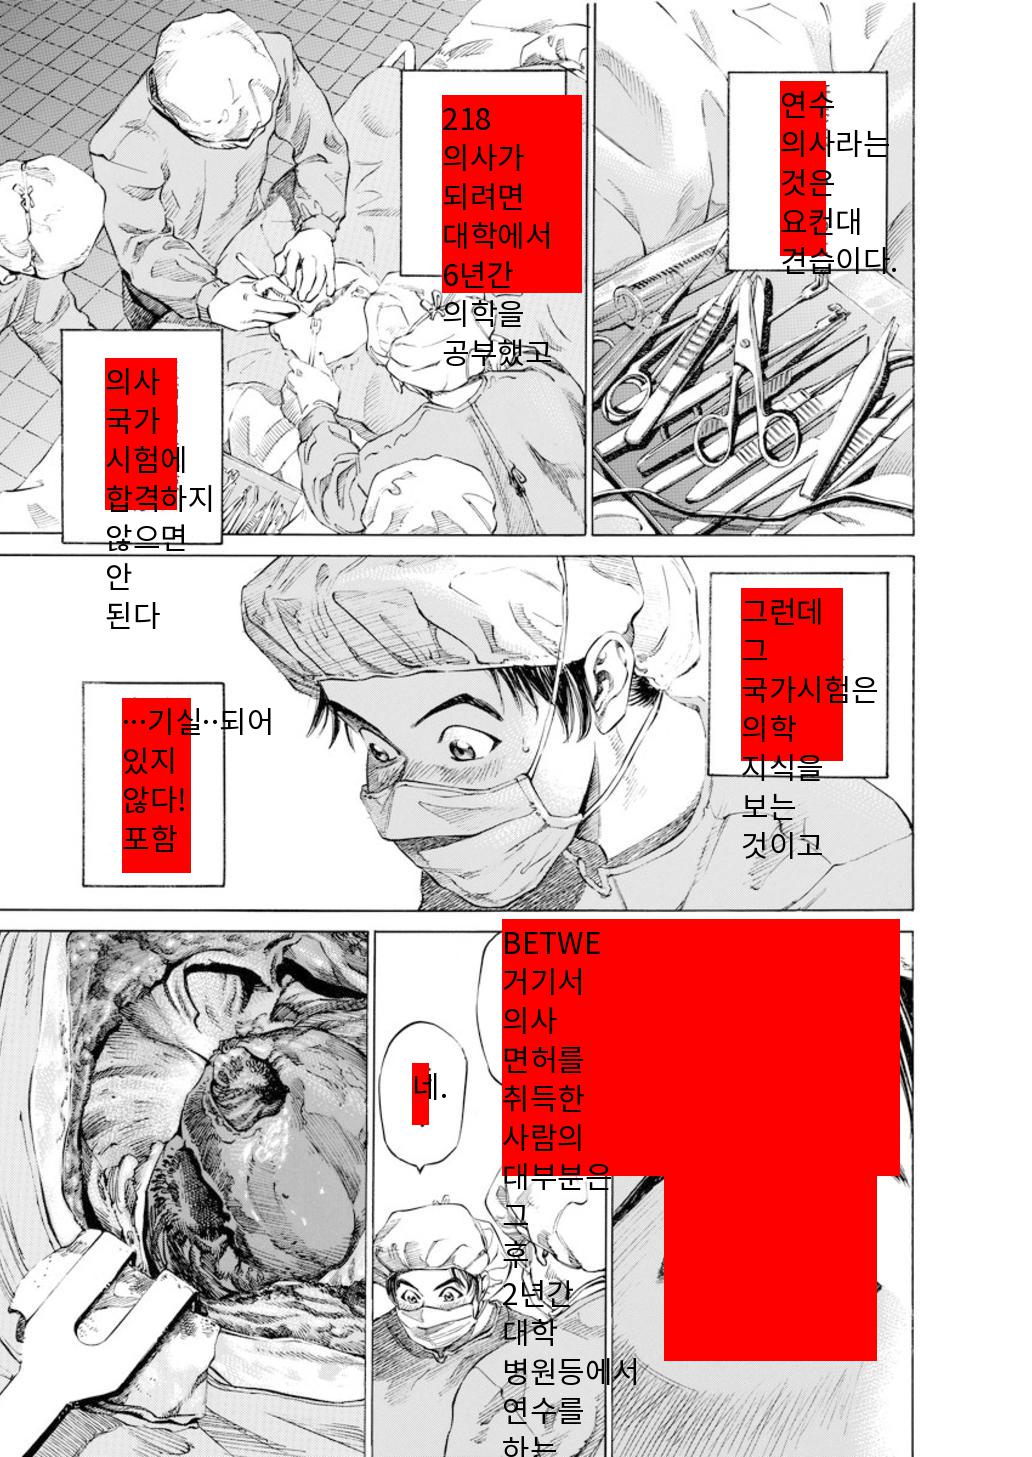 연수
의사라는
것은
요컨대
견습이다.
218
의사가
되려면
대학에서
6년간
의학을
공부했고
의사
국가
시험에
합격하지
않으면
안
된다
그런데
그
국가시험은
의학
지식을
보는
것이고
…기실··되어
있지
않다!
포함
BETWE
거기서
의사
면허를
취득한
사람의
대부분은
그
후
2년간
대학
병원등에서
연수를
하는
네.